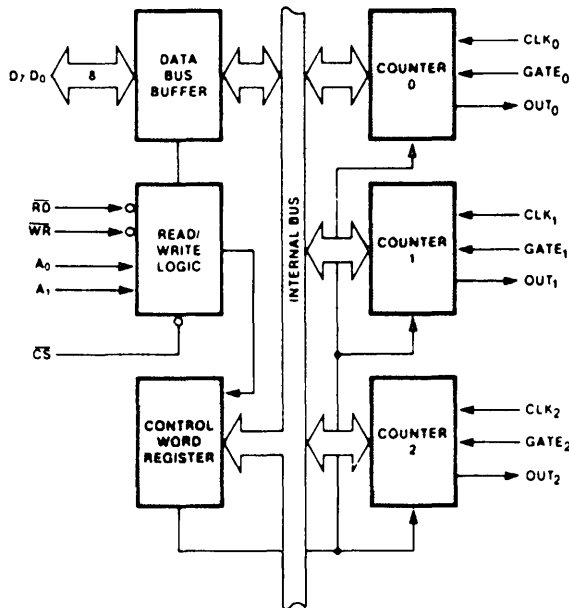 D7 D0
8
DATA
BUS
BUFFER
COUNTER
0
CLK0
GATE0
OUT0
RD
WR
A0
A1
CS
READ/
WRITE
LOGIC
INTERNAL BUS
COUNTER
1
CLK1
GATE1
OUT1
CONTROL
WORD
REGISTER
COUNTER
2
CLK2
GATE2
OUT2